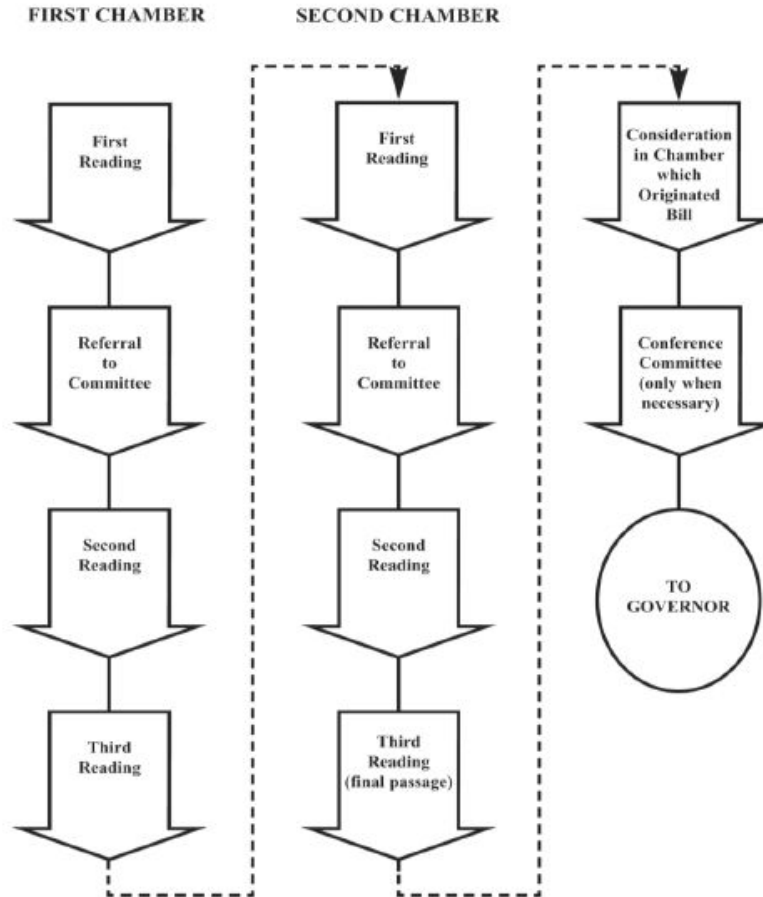 FIRST CHAMBER
SECOND CHAMBER
First
Reading
Referral
to
Committee
Second
Reading
Third
Reading
First
Reading
Referral
to
Committee
Second
Reading
Third
Reading
(final passage)
Consideration
in Chamber
which
Originated
Bill
Conference
Committee
(only when
necessary)
TO
GOVERNOR